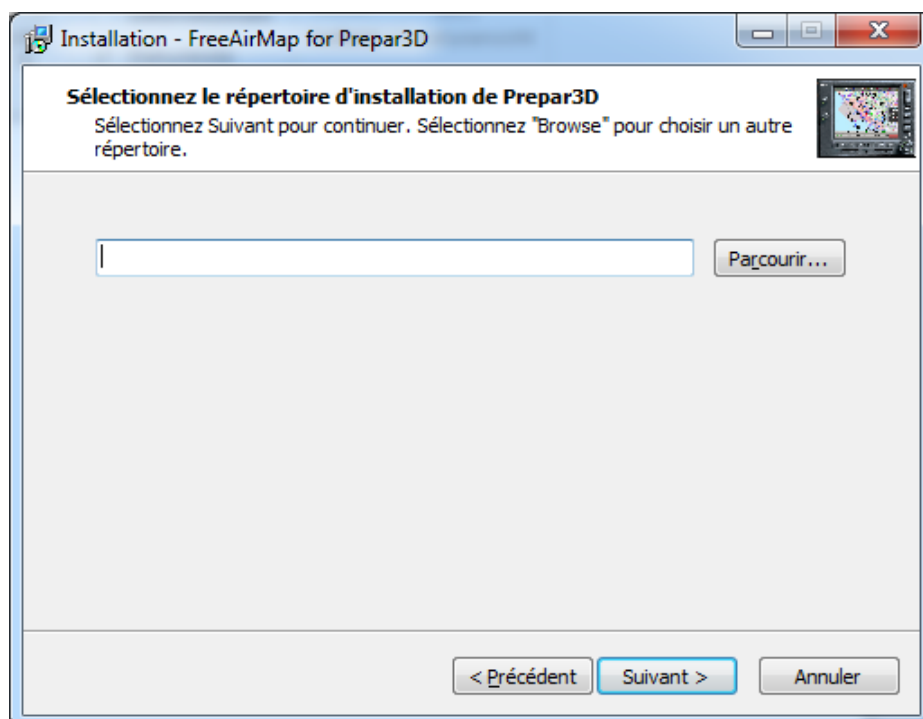 Installation - FreeAirMap for Prepar3D
Sélectionnez le répertoire d'installation de Prepar3D
Sélectionnez Suivant pour continuer. Sélectionnez "Browse" pour choisir un autre
répertoire.
Parcourir...
< Précédent
Suivant >
Annuler